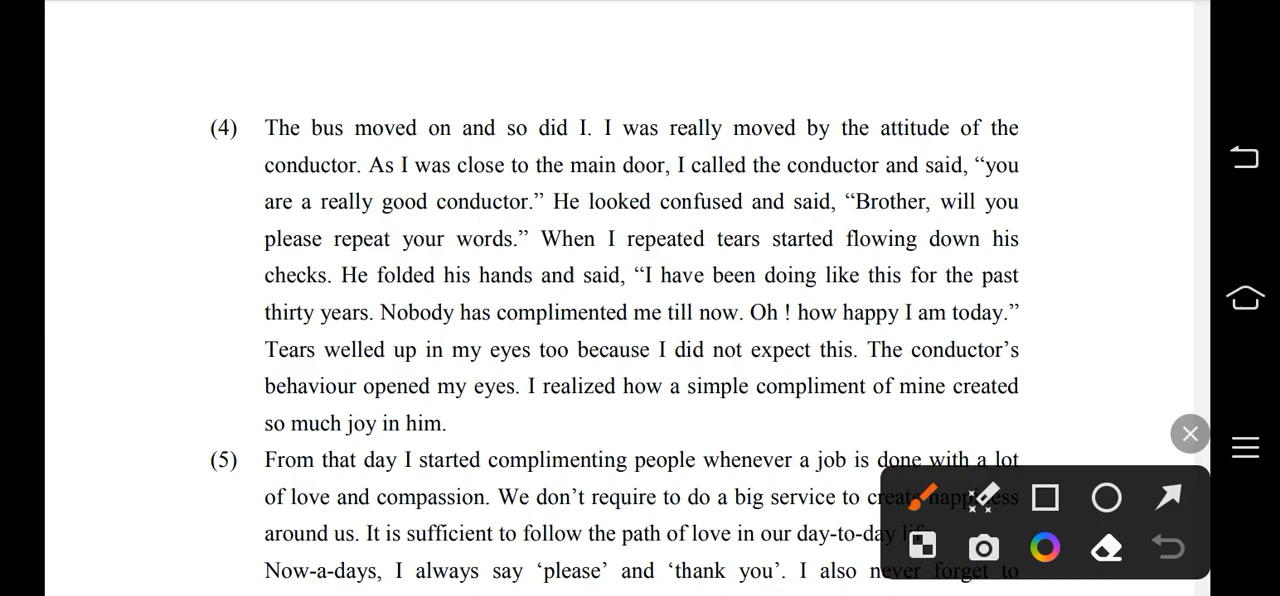 (4) The bus moved on and so did I. I was really moved by the attitude of the
conductor. As I was close to the main door, I called the conductor and said, “you
are a really good conductor.” He looked confused and said, “Brother, will you
please repeat your words.” When I repeated tears started flowing down his
checks. He folded his hands and said, “I have been doing like this for the past
thirty years. Nobody has complimented me till now. Oh ! how happy I am today.”
Tears welled up in my eyes too because I did not expect this. The conductor’s
behaviour opened my eyes. I realized how a simple compliment of mine created
so much joy in him.
(5) From that day I started complimenting people whenever a job is done with a lot
of love and compassion. We don’t require to do a big service to create happiness
around us. It is sufficient to follow the path of love in our day-to-day
Now-a-days, I always say ‘please’ and ‘thank you’. I also never forget to